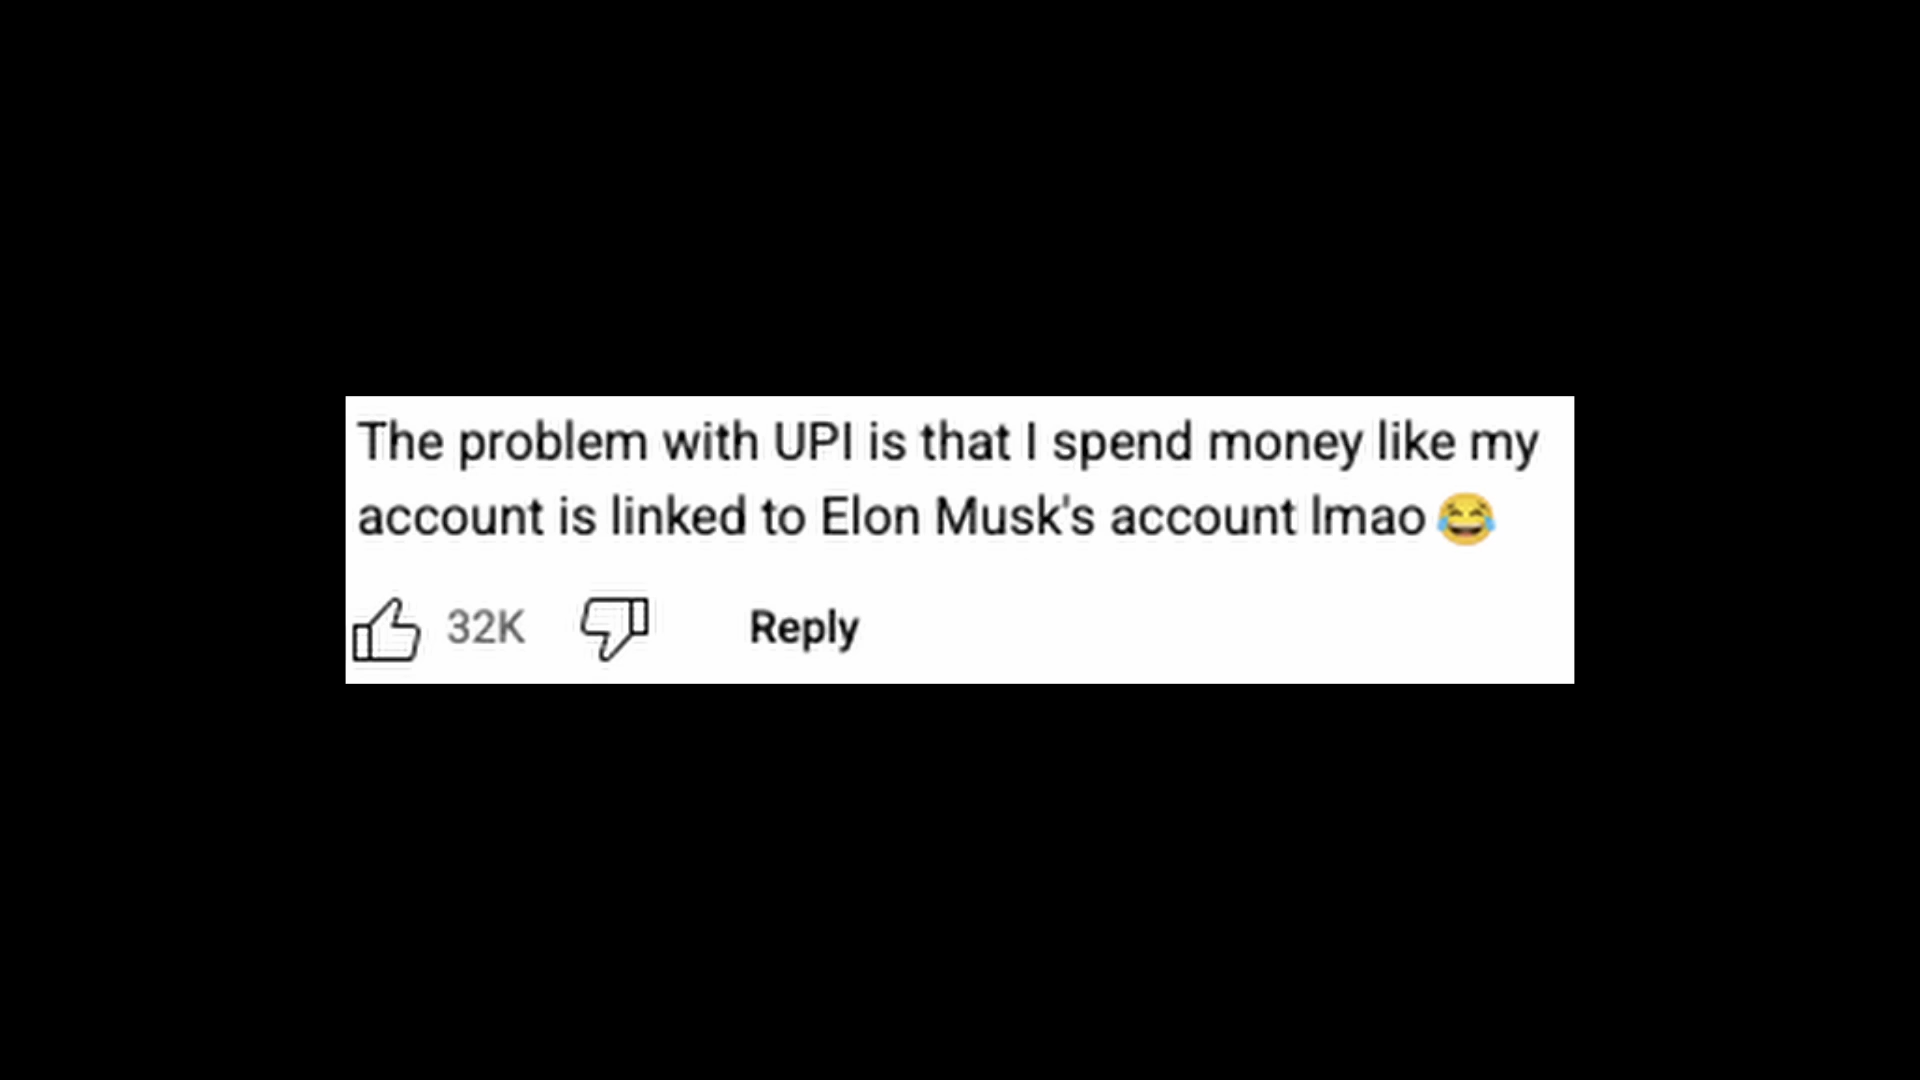 The problem with UPI is that I spend money like my
account is linked to Elon Musk's account lmao 😂
32K Reply